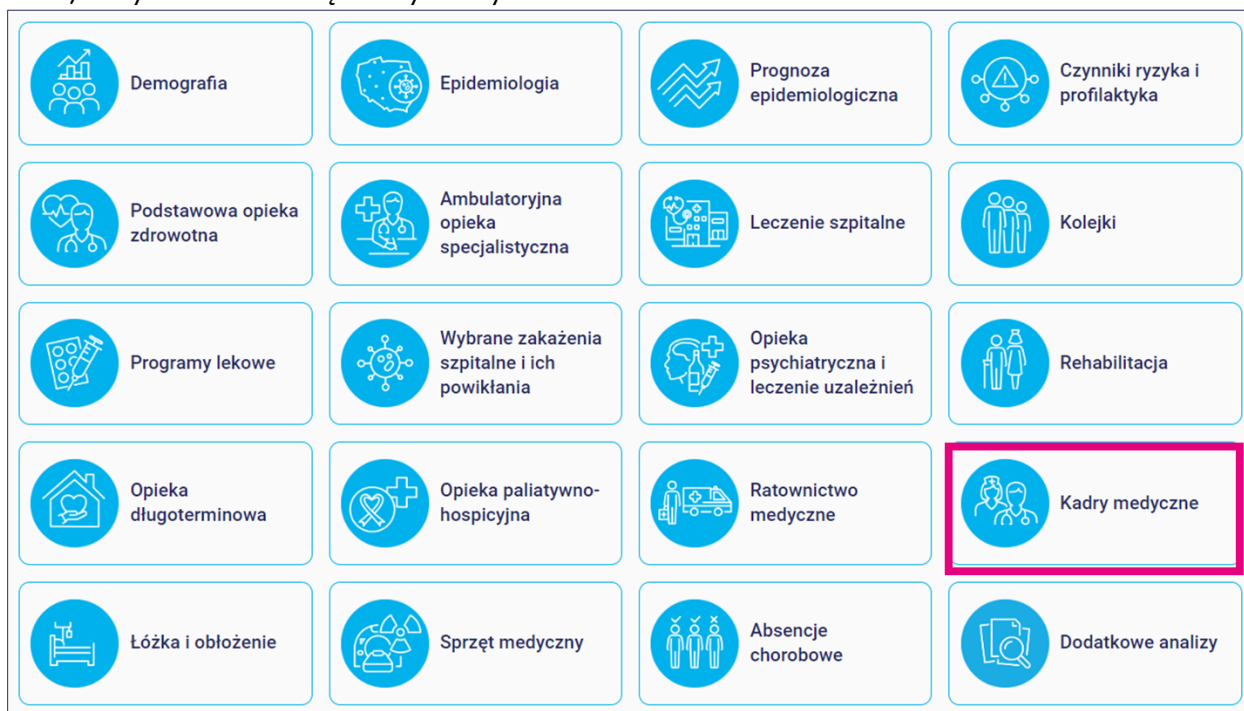 Demografia
Epidemiologia
Prognoza
epidemiologiczna
Czynniki ryzyka i
profilaktyka
Podstawowa opieka
zdrowotna
Ambulatoryjna
opieka
specjalistyczna
Leczenie szpitalne
Kolejki
Programy lekowe
Wybrane zakażenia
szpitalne i ich
powikłania
Opieka
psychiatryczna i
leczenie uzależnień
Rehabilitacja
Opieka
długoterminowa
Opieka paliatywno-
hospicyjna
Ratownictwo
medyczne
Kadry medyczne
Łóżka i obłożenie
Sprzęt medyczny
Absencje
chorobowe
Dodatkowe analizy